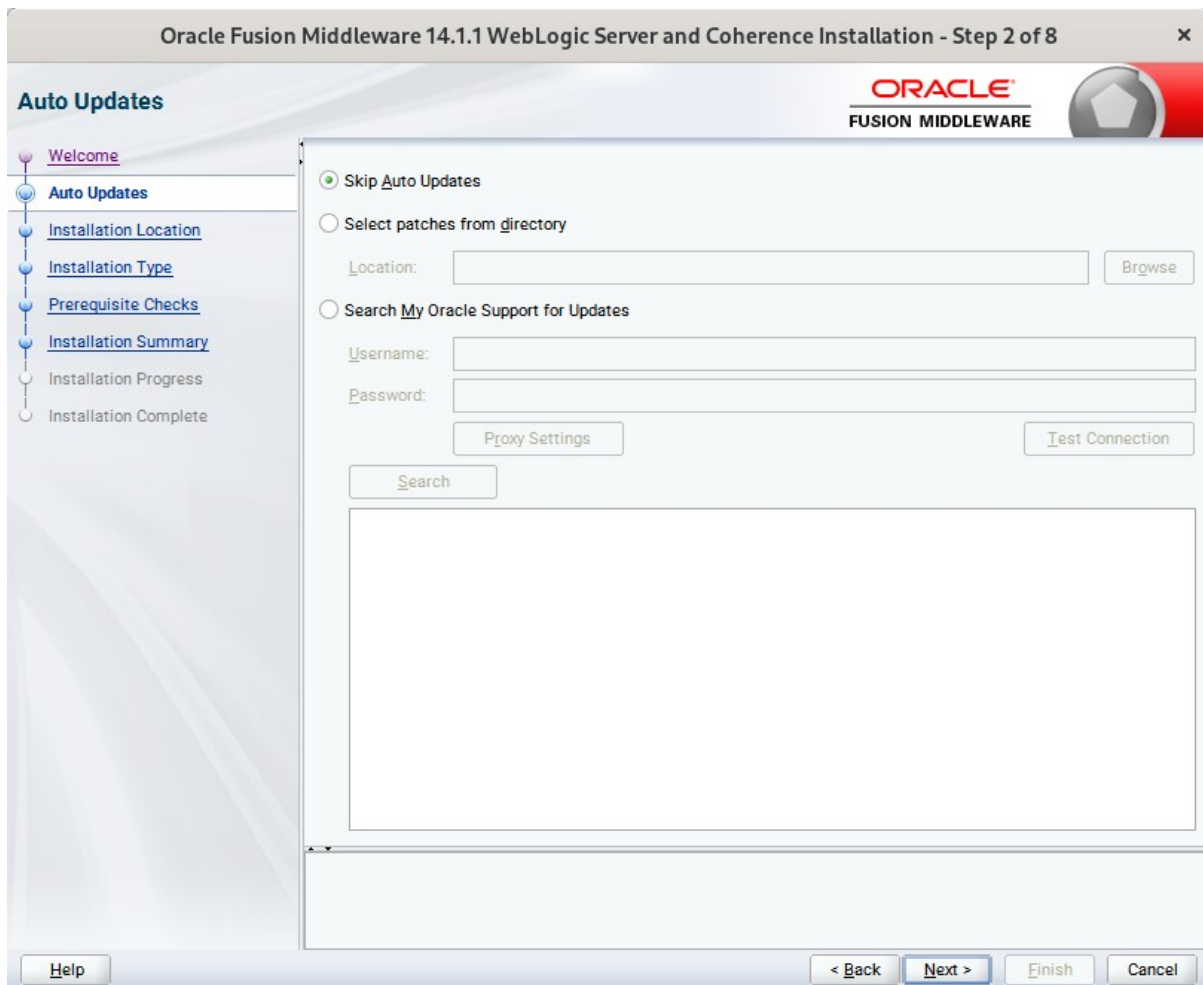 Oracle Fusion Middleware 14.1.1 WebLogic Server and Coherence Installation - Step 2 of 8
Auto Updates
ORACLE
FUSION MIDDLEWARE
Welcome
Auto Updates
Installation Location
Installation Type
Prerequisite Checks
Installation Summary
Installation Progress
Installation Complete
Skip Auto Updates
Select patches from directory
Location: Browse
Search My Oracle Support for Updates
Username:
Password:
Proxy Settings Test Connection
Search
Help < Back Next > Finish Cancel